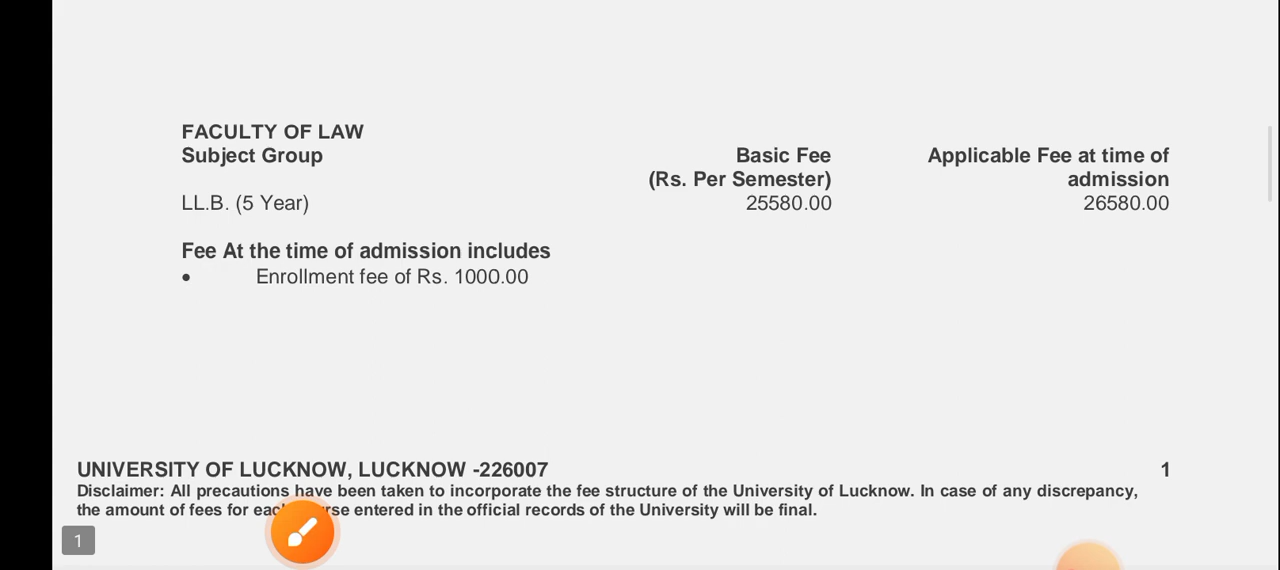 FACULTY OF LAW
Subject Group Basic Fee Applicable Fee at time of
(Rs. Per Semester) admission
LL.B. (5 Year) 25580.00 26580.00
Fee At the time of admission includes
• Enrollment fee of Rs. 1000.00
UNIVERSITY OF LUCKNOW, LUCKNOW -226007 1
Disclaimer: All precautions have been taken to incorporate the fee structure of the University of Lucknow. In case of any discrepancy,
the amount of fees for entered in the official records of the University will be final.
1